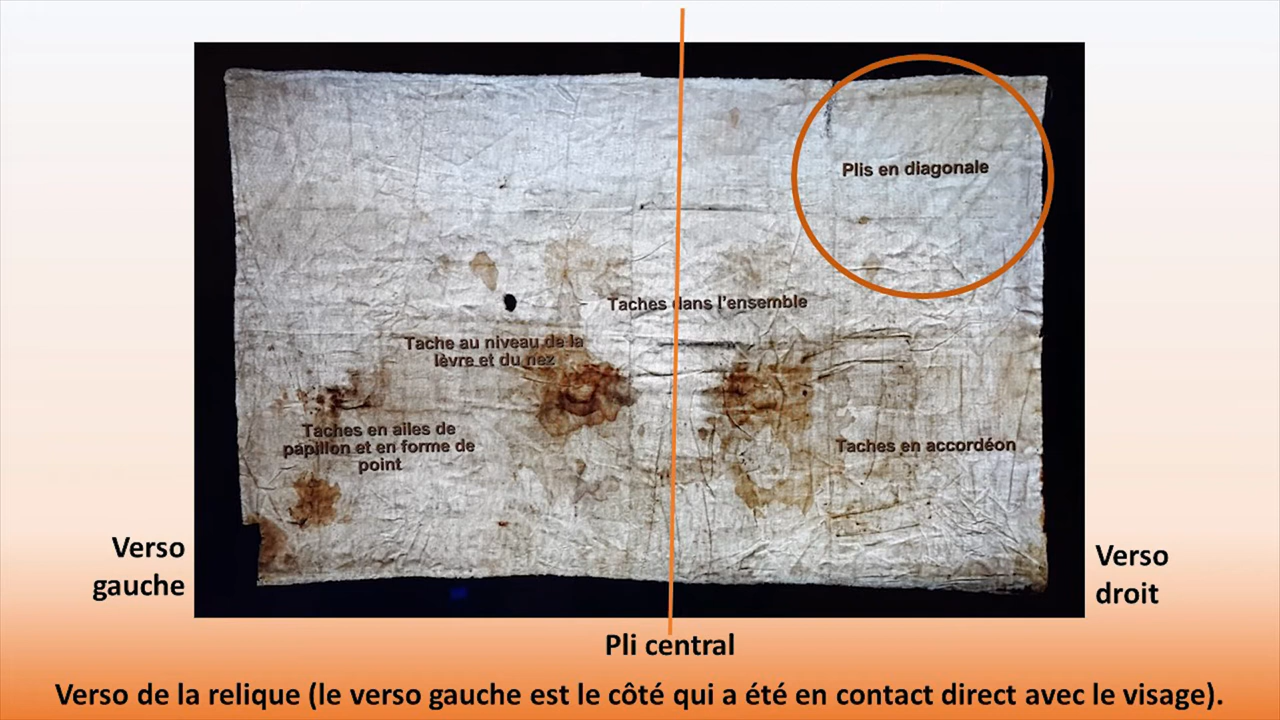 Plis en diagonale
Taches dans l'ensemble
Tache au niveau de la
lèvre et du nez
Taches en ailes de
papillon et en forme de
point
Taches en accordéon
Verso
gauche
Verso
droit
Pli central
Verso de la relique (le verso gauche est le côté qui a été en contact direct avec le visage).